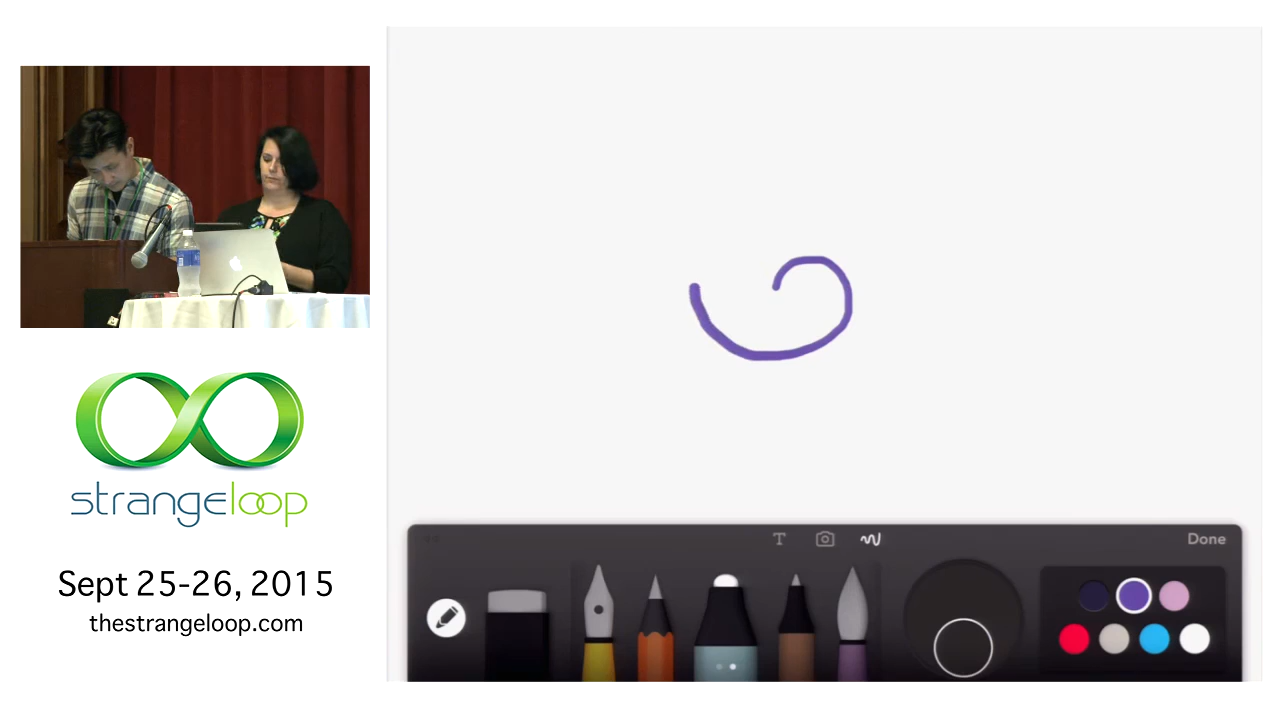 strangeloop
Sept 25-26, 2015
thestrangeloop.com
T
Done